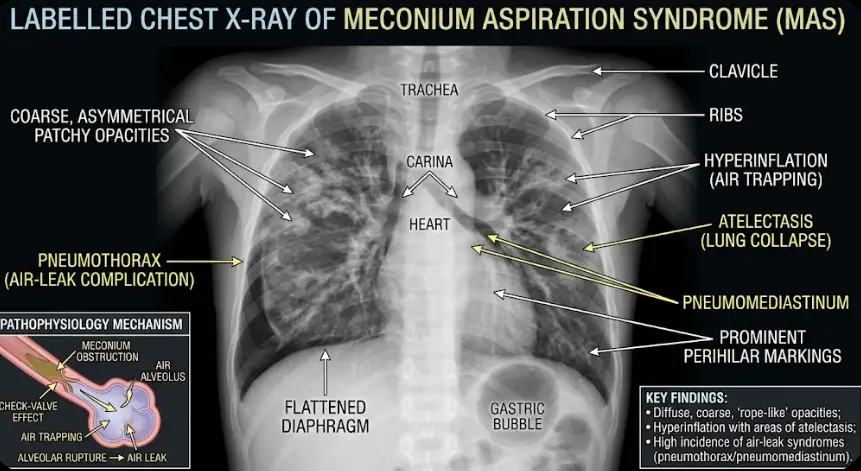 LABELLED CHEST X-RAY OF MECONIUM ASPIRATION SYNDROME (MAS)
TRACHEA
CLAVICLE
COARSE, ASYMMETRICAL
PATCHY OPACITIES
RIBS
CARINA
HYPERINFLATION
(AIR TRAPPING)
HEART
ATELECTASIS
(LUNG COLLAPSE)
PNEUMOTHORAX
(AIR-LEAK COMPLICATION)
PNEUMOMEDIASTINUM
PROMINENT
PERIHILAR MARKINGS
FLATTENED
DIAPHRAGM
GASTRIC
BUBBLE
PATHOPHYSIOLOGY MECHANISM
MECONIUM
OBSTRUCTION
AIR
ALVEOLUS
CHECK-VALVE
EFFECT
AIR TRAPPING
ALVEOLAR RUPTURE → AIR LEAK
KEY FINDINGS:
• Diffuse, coarse, 'rope-like' opacities;
• Hyperinflation with areas of atelectasis;
• High incidence of air-leak syndromes
(pneumothorax/pneumomediastinum).